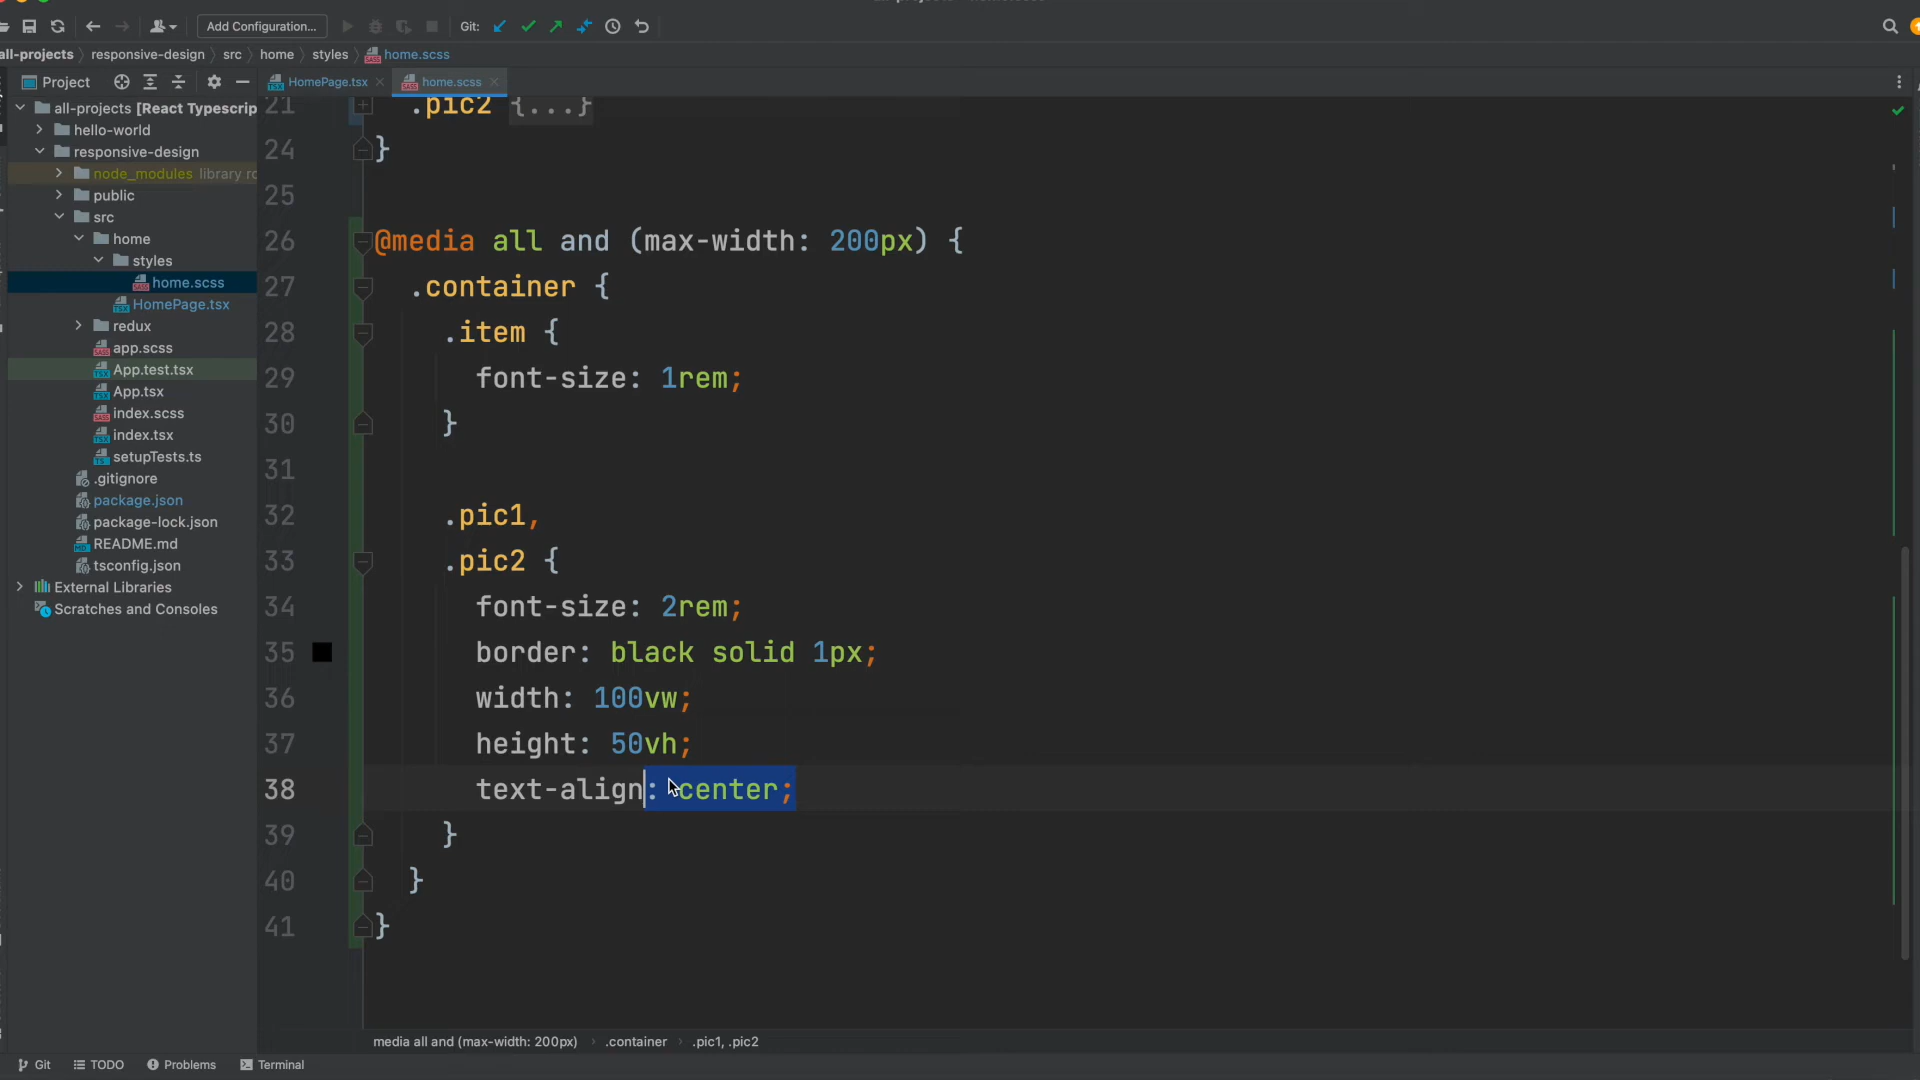 Add Configuration...
Git:
all-projects
responsive-design
src
home
styles
home.scss
Project
HomePage.tsx
home.scss
all-projects [React Typescrip
hello-world
responsive-design
node_modules library ro
public
src
home
styles
home.scss
HomePage.tsx
redux
app.scss
App.test.tsx
App.tsx
index.scss
index.tsx
setupTests.ts
.gitignore
package.json
package-lock.json
README.md
tsconfig.json
External Libraries
Scratches and Consoles
21 .pic2 {...}
24 }
25
26 @media all and (max-width: 200px) {
27 .container {
28 .item {
29 font-size: 1rem;
30 }
31
32 .pic1,
33 .pic2 {
34 font-size: 2rem;
35 border: black solid 1px;
36 width: 100vw;
37 height: 50vh;
38 text-align: center;
39 }
40 }
41 }
media all and (max-width: 200px) › .container › .pic1, .pic2
Git
TODO
Problems
Terminal